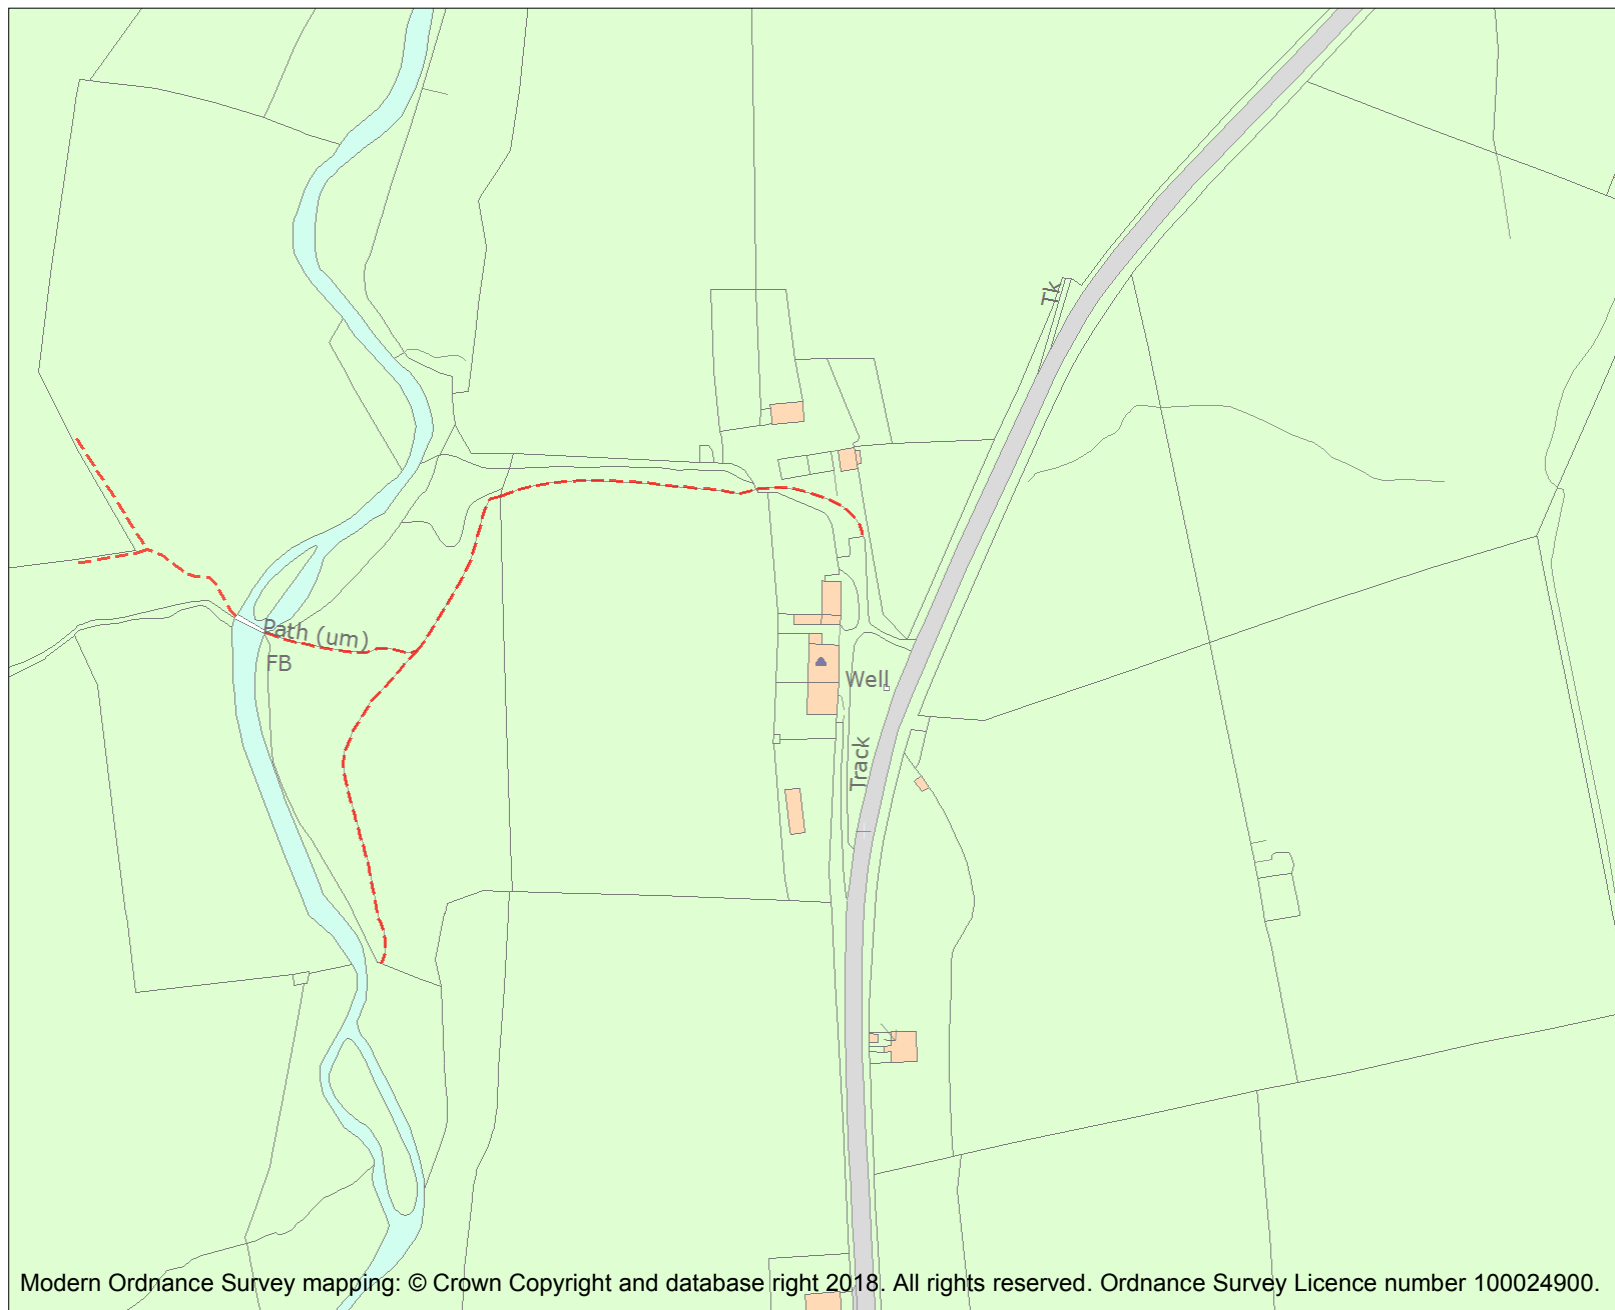 Tk
Path (um)
FB
Well
Track
Modern Ordnance Survey mapping: © Crown Copyright and database right 2018. All rights reserved. Ordnance Survey Licence number 100024900.